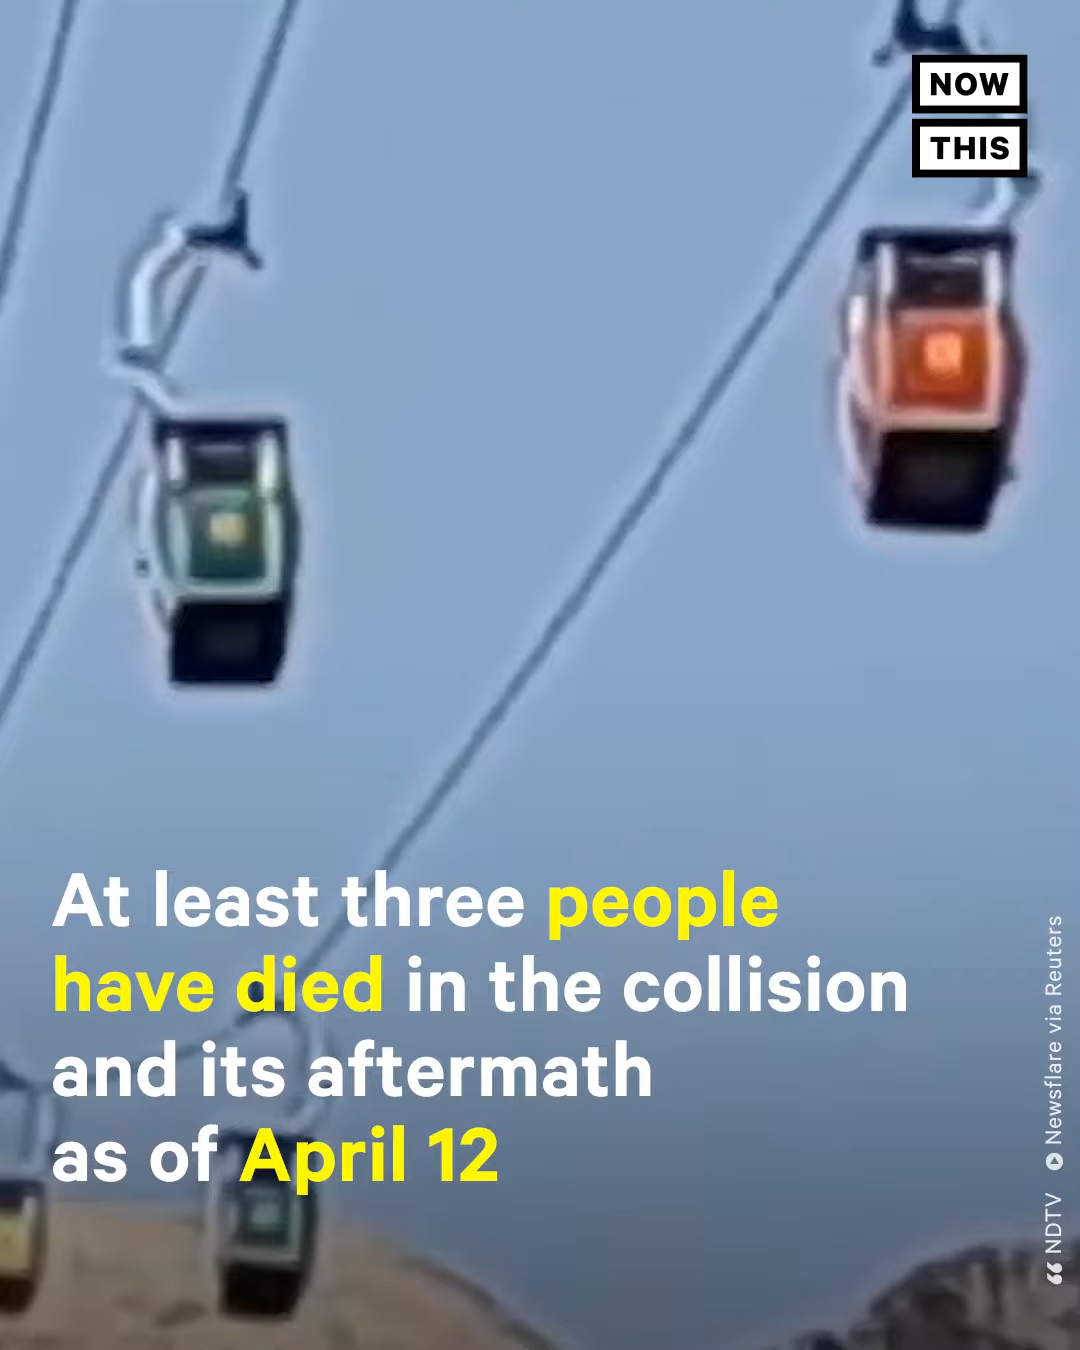 NOW
THIS
At least three people
have died in the collision
and its aftermath
as of April 12
NDTV Newsflare via Reuters